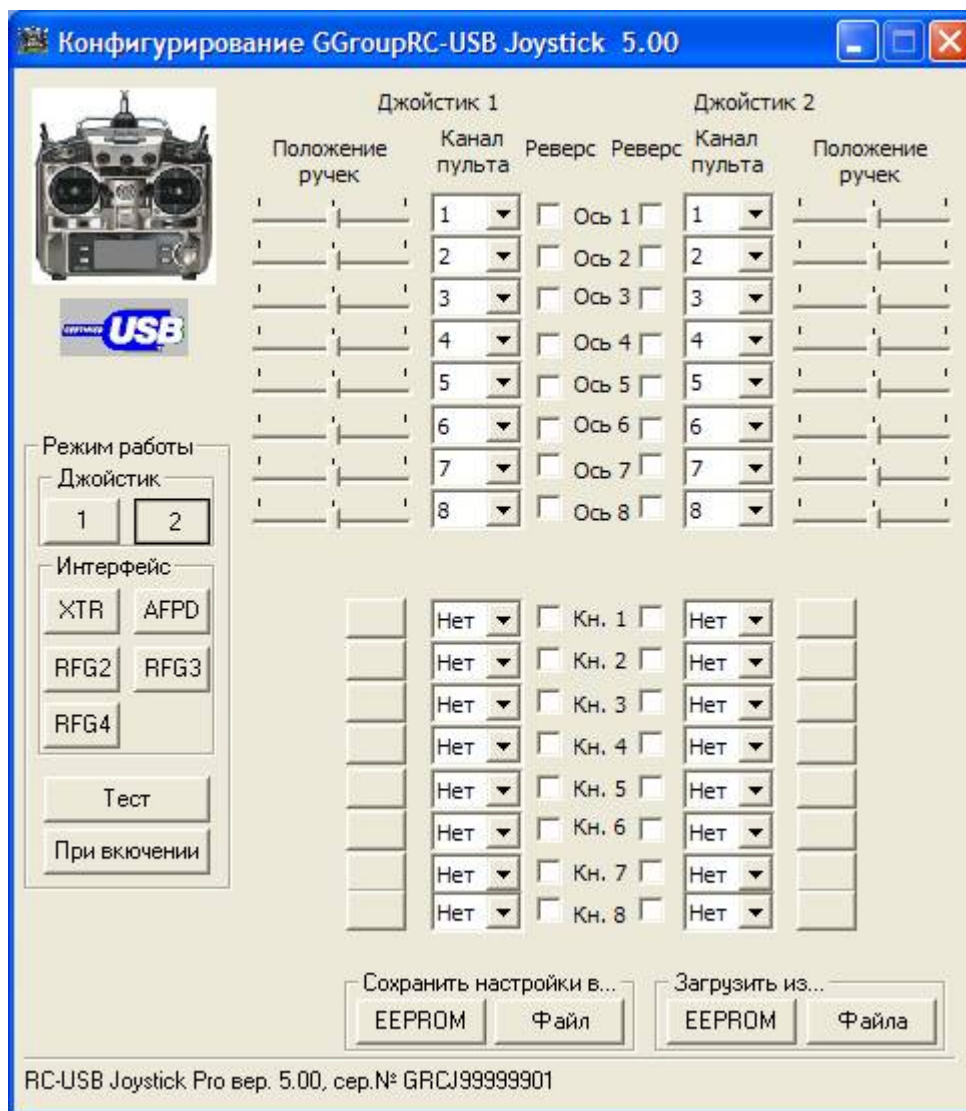 Конфигурирование GGroupRC-USB Joystick 5.00
Джойстик 1 Джойстик 2
Положение ручек Канал пульта Реверс Реверс Канал пульта Положение ручек
1 Ось 1 1
2 Ось 2 2
3 Ось 3 3
4 Ось 4 4
5 Ось 5 5
6 Ось 6 6
7 Ось 7 7
8 Ось 8 8
CERTIFIED USB
Режим работы
Джойстик
1 2
Интерфейс
XTR AFPD
RFG2 RFG3
RFG4
Тест
При вкючении
Нет Кн. 1 Нет
Нет Кн. 2 Нет
Нет Кн. 3 Нет
Нет Кн. 4 Нет
Нет Кн. 5 Нет
Нет Кн. 6 Нет
Нет Кн. 7 Нет
Нет Кн. 8 Нет
Сохранить настройки в... Загрузить из...
EEPROM Файл EEPROM Файла
RC-USB Joystick Pro вер. 5.00, сер.№ GRCJ99999901